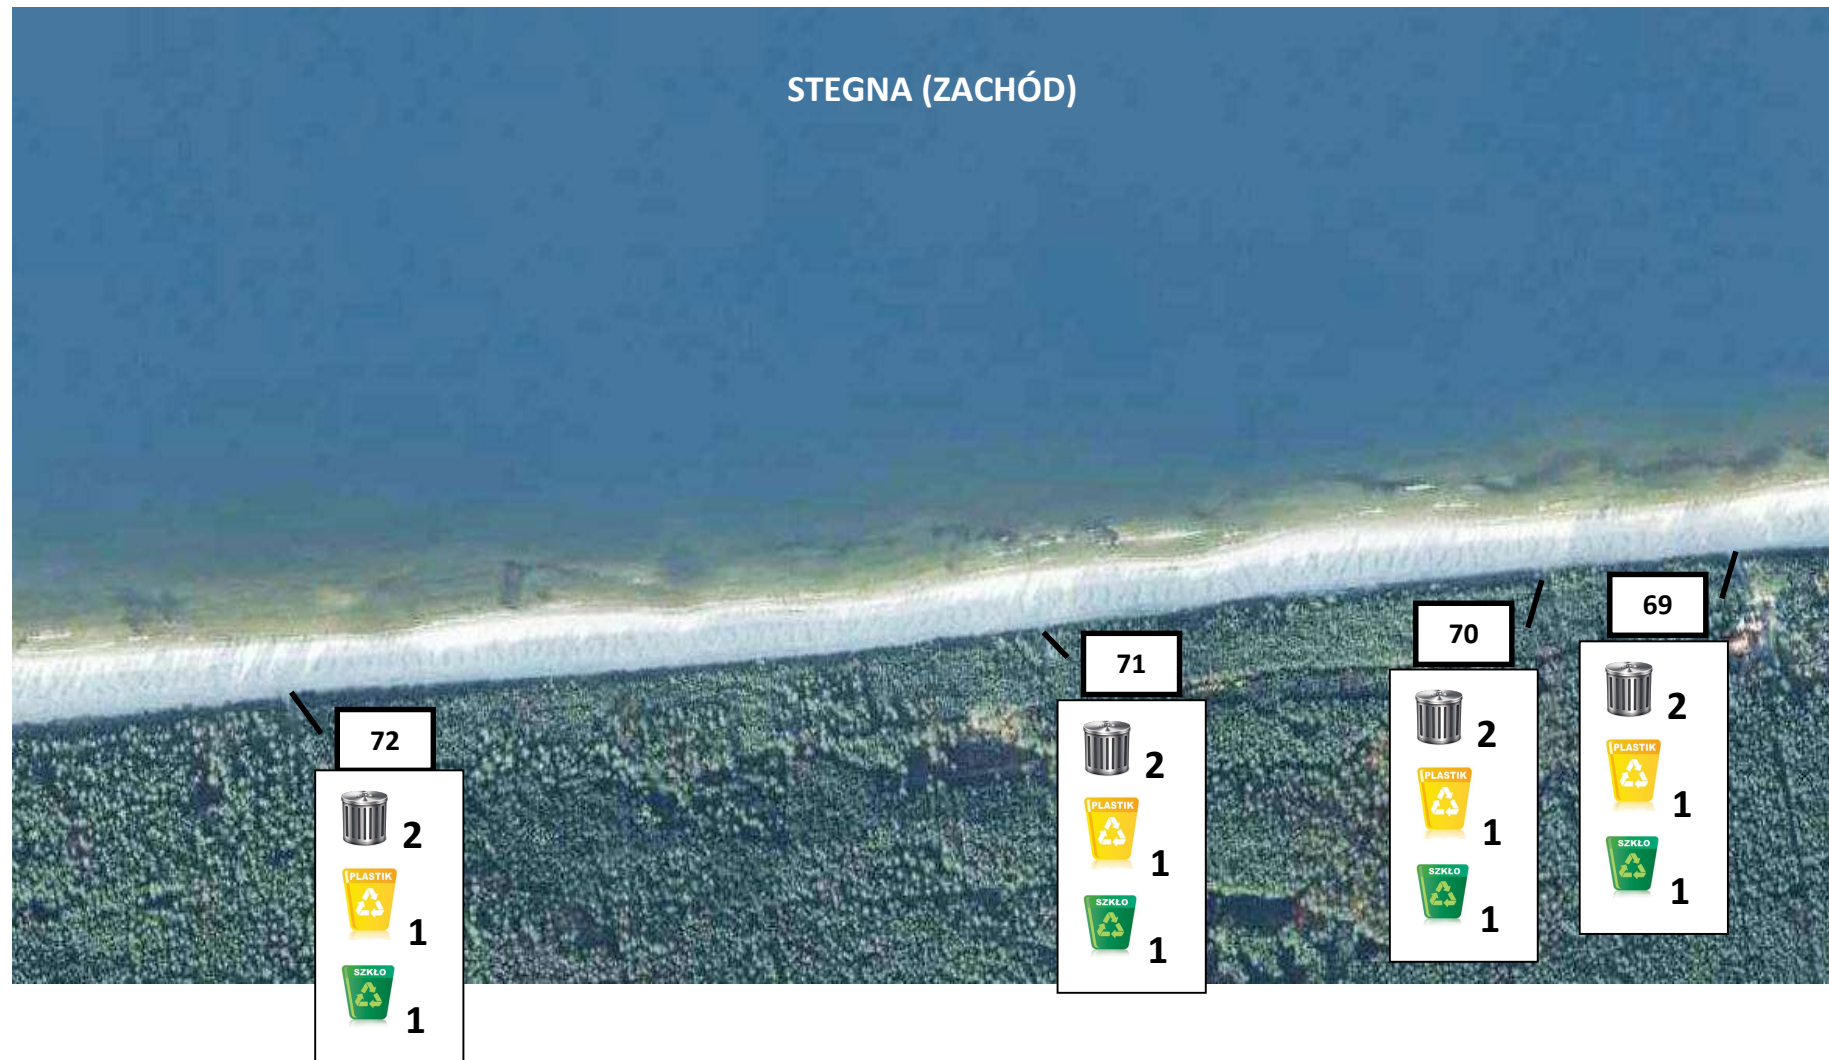 STEGNA (ZACHÓD)
72
2
PLASTIK
1
SZKŁO
1
71
2
PLASTIK
1
SZKŁO
1
70
2
PLASTIK
1
SZKŁO
1
69
2
PLASTIK
1
SZKŁO
1